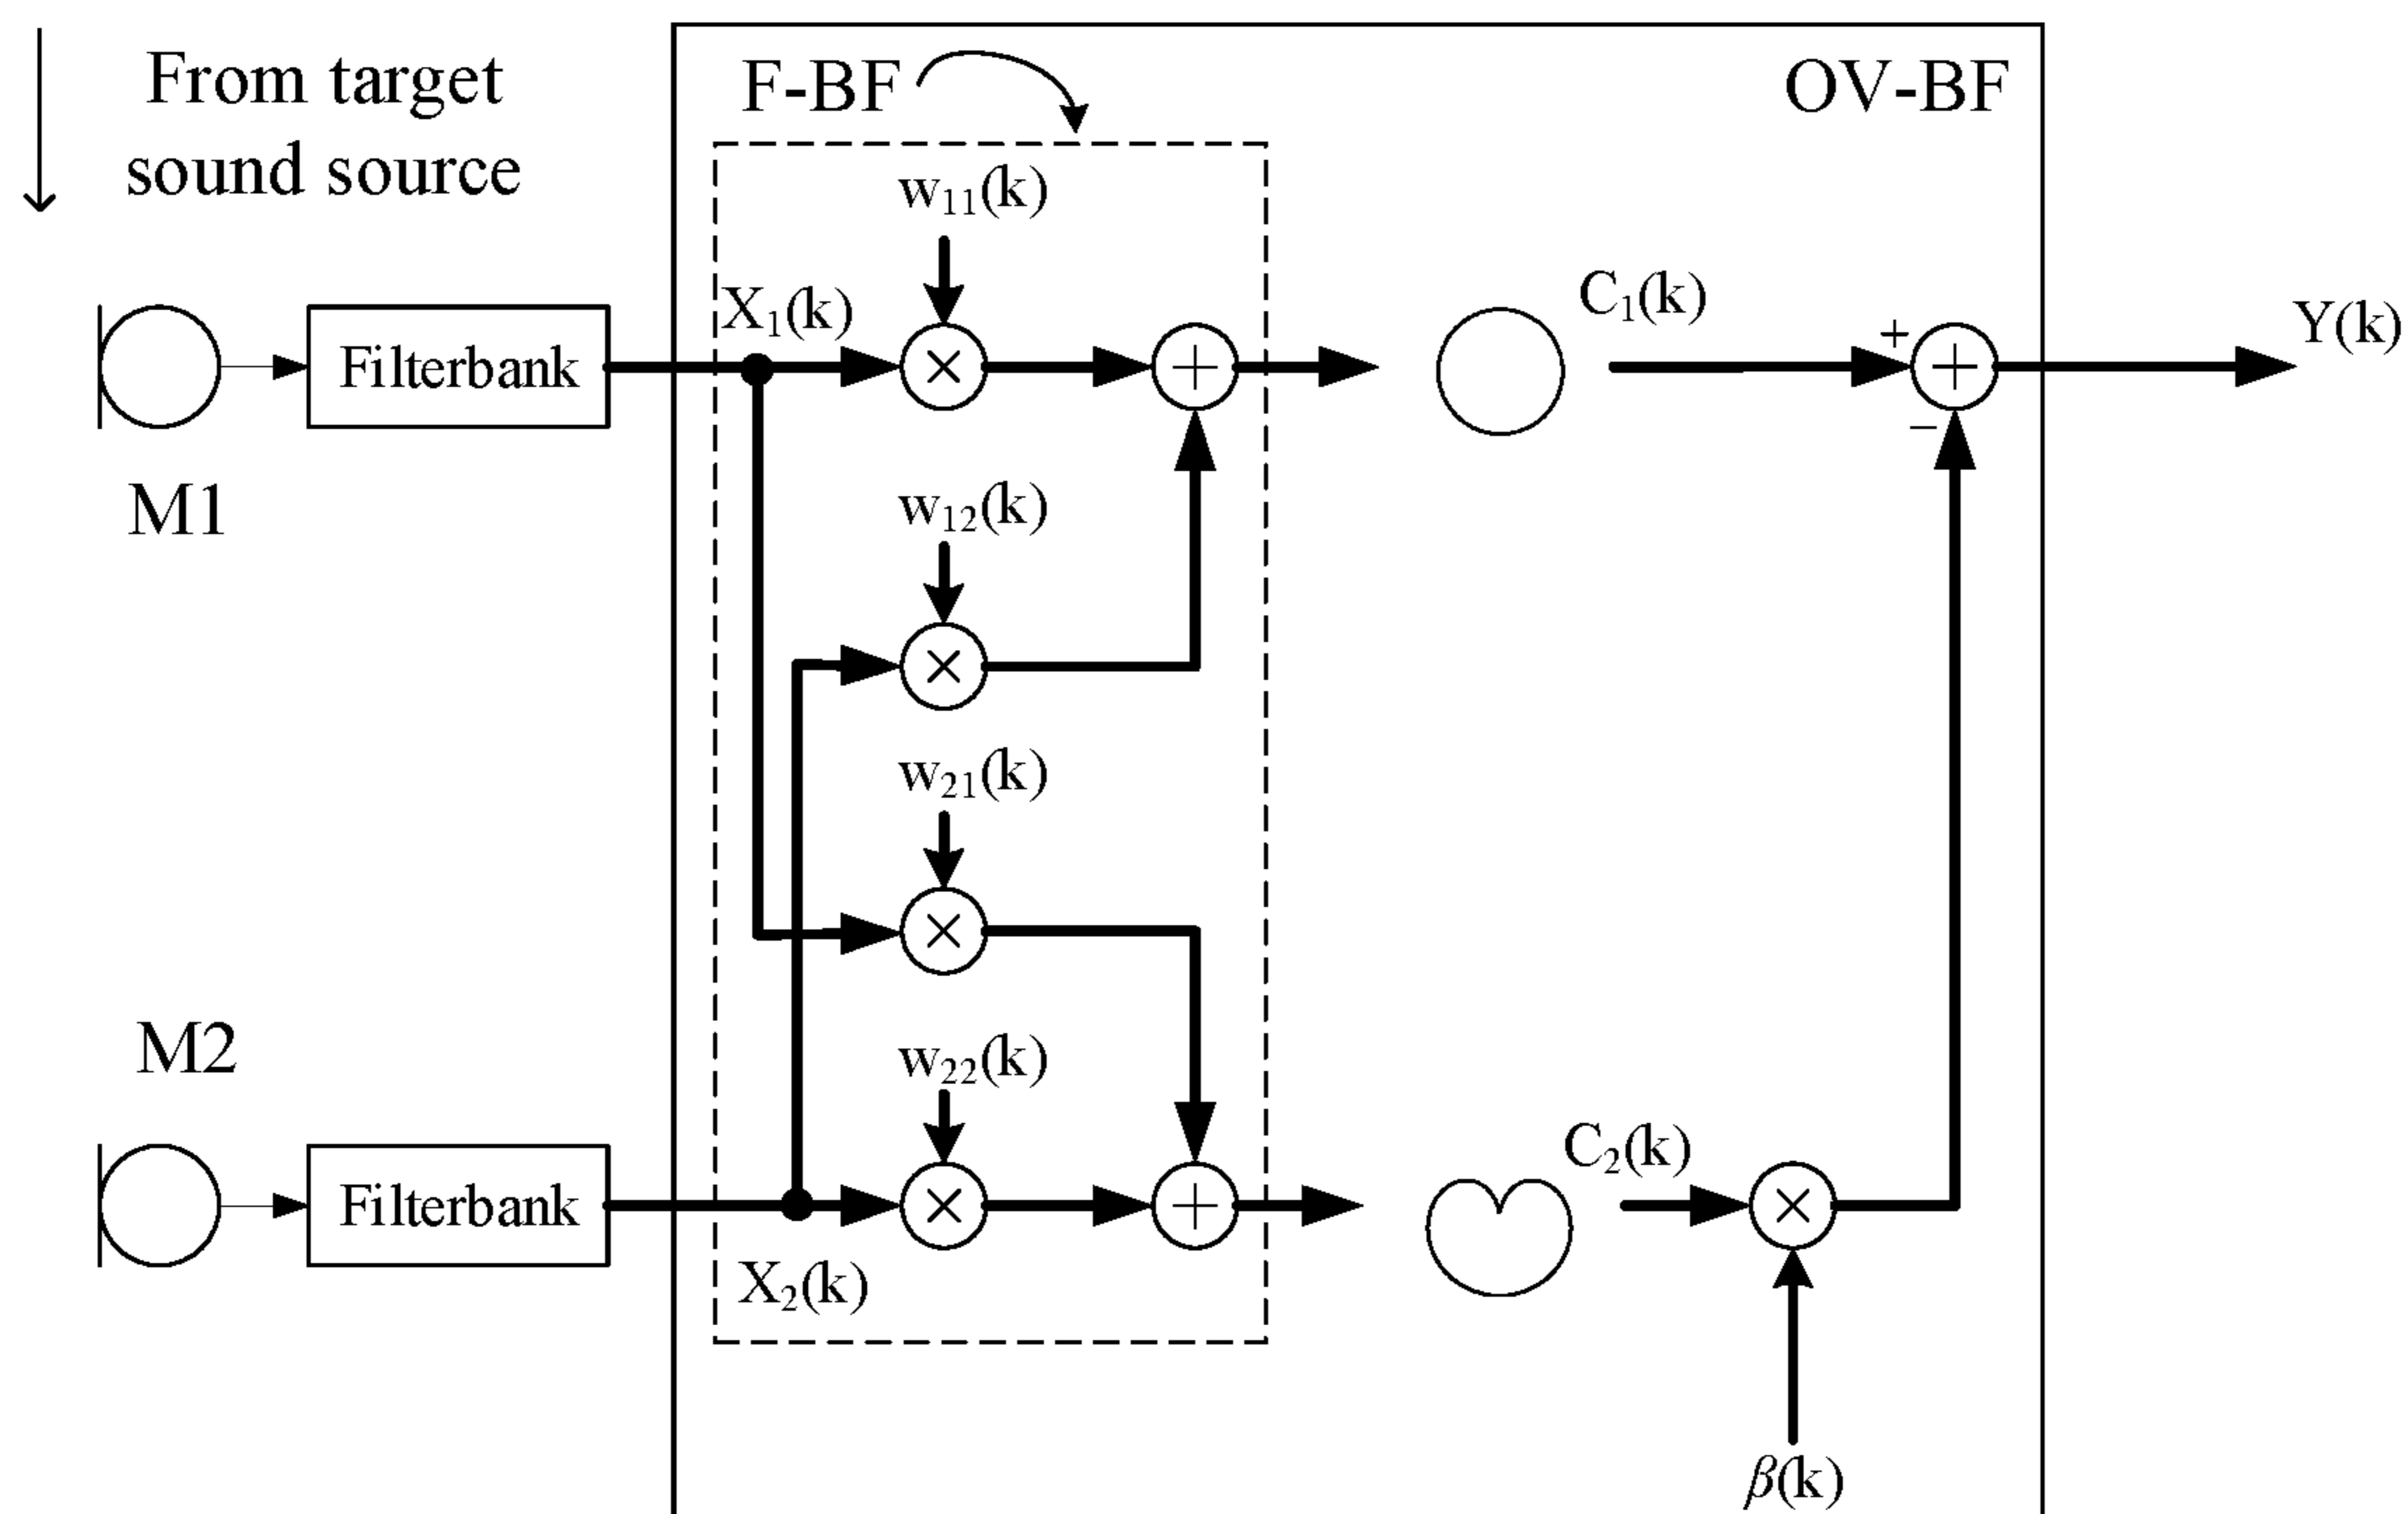 From target
sound source
F-BF
OV-BF
w₁₁(k)
X₁(k)
C₁(k)
+
Y(k)
Filterbank
×
+
+
−
M1
w₁₂(k)
×
w₂₁(k)
×
M2
w₂₂(k)
C₂(k)
Filterbank
×
+
×
X₂(k)
β(k)